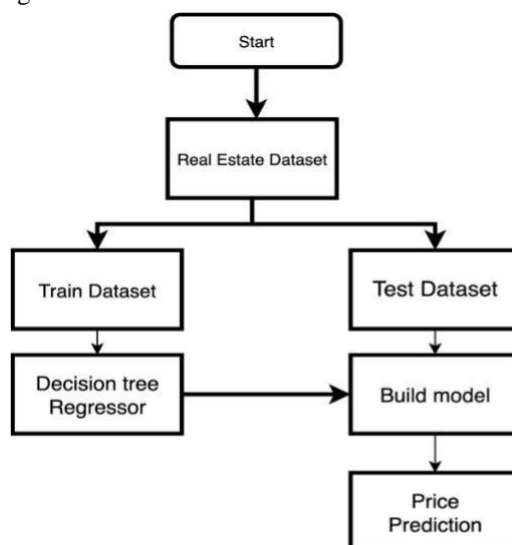 Start
Real Estate Dataset
Train Dataset
Test Dataset
Decision tree
Regressor
Build model
Price
Prediction